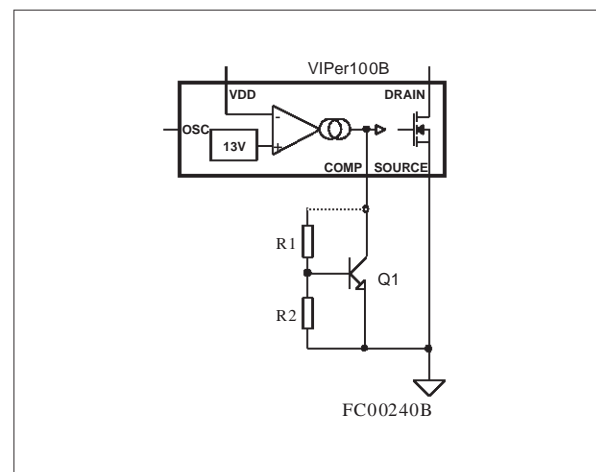 VIPer100B
VDD
DRAIN
OSC
-
13V
+
COMP SOURCE
R1
Q1
R2
FC00240B